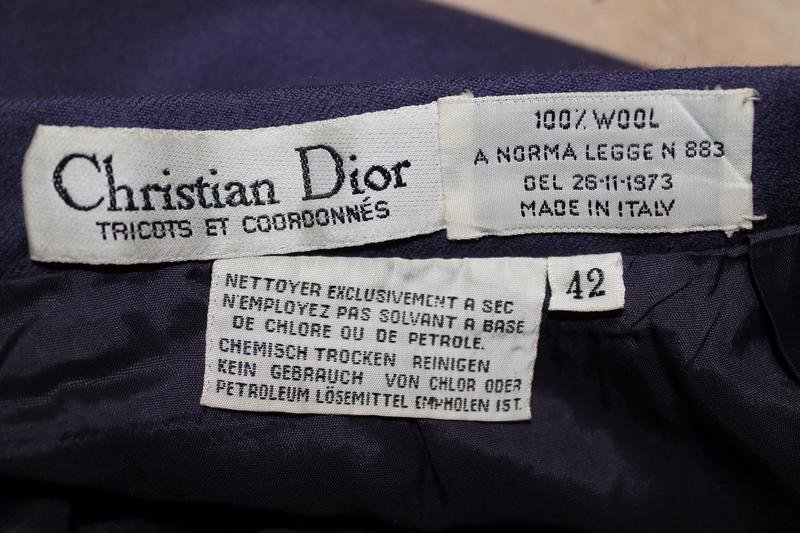 Christian Dior
TRICOTS ET COORDONNÉS
100% WOOL
A NORMA LEGGE N 883
DEL 26-11-1973
MADE IN ITALY
NETTOYER EXCLUSIVEMENT A SEC
N'EMPLOYEZ PAS SOLVANT A BASE
DE CHLORE OU DE PETROLE.
CHEMISCH TROCKEN REINIGEN
KEIN GEBRAUCH VON CHLOR ODER
PETROLEUM LÖSEMITTEL EMPHOLEN IST.
42